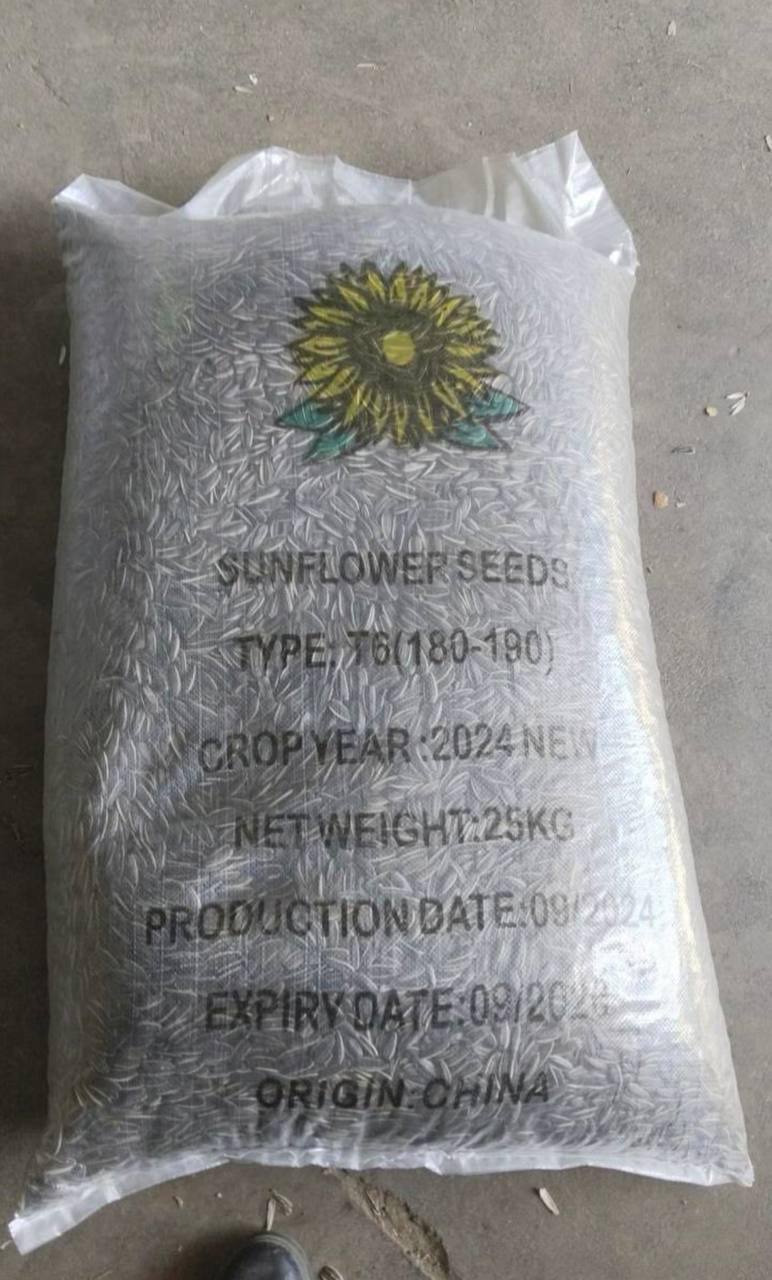 SUNFLOWER SEEDS
TYPE: T6(180-190)
CROP YEAR:2024 NEW
NET WEIGHT:25KG
PRODUCTION DATE:09/2024
EXPIRY DATE:09/2026
ORIGIN:CHINA